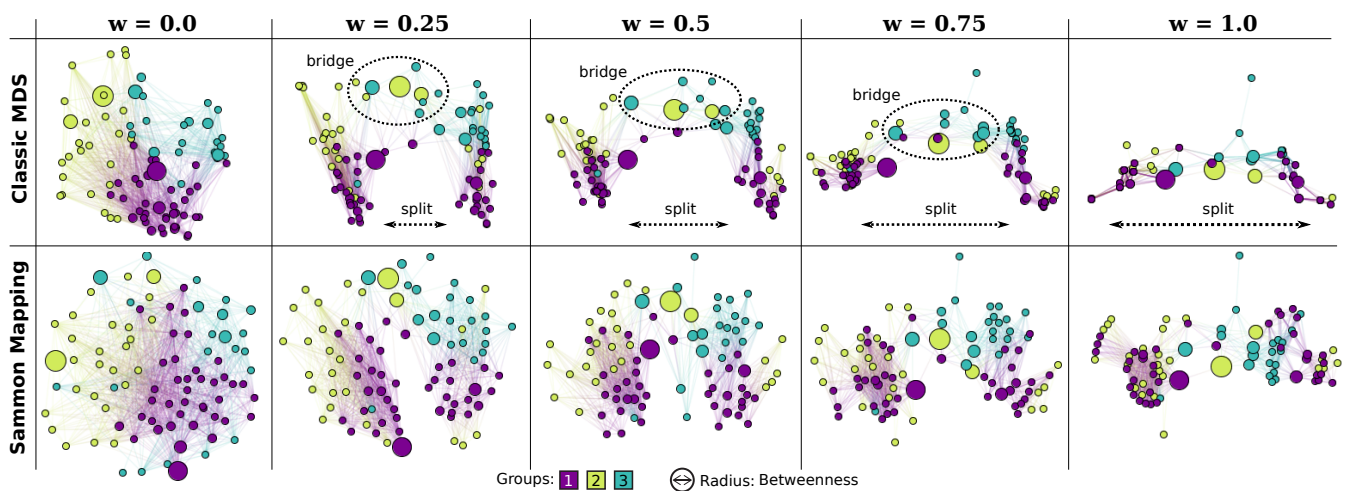 w = 0.0 w = 0.25 w = 0.5 w = 0.75 w = 1.0
Classic MDS
bridge
bridge
bridge
split
split
split
split
Sammon Mapping
Groups: 1 2 3 Radius: Betweenness